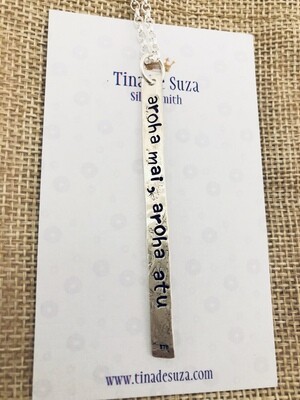 Tina de Suza
Silversmith
aroha mai, aroha atu
www.tinadesuza.com